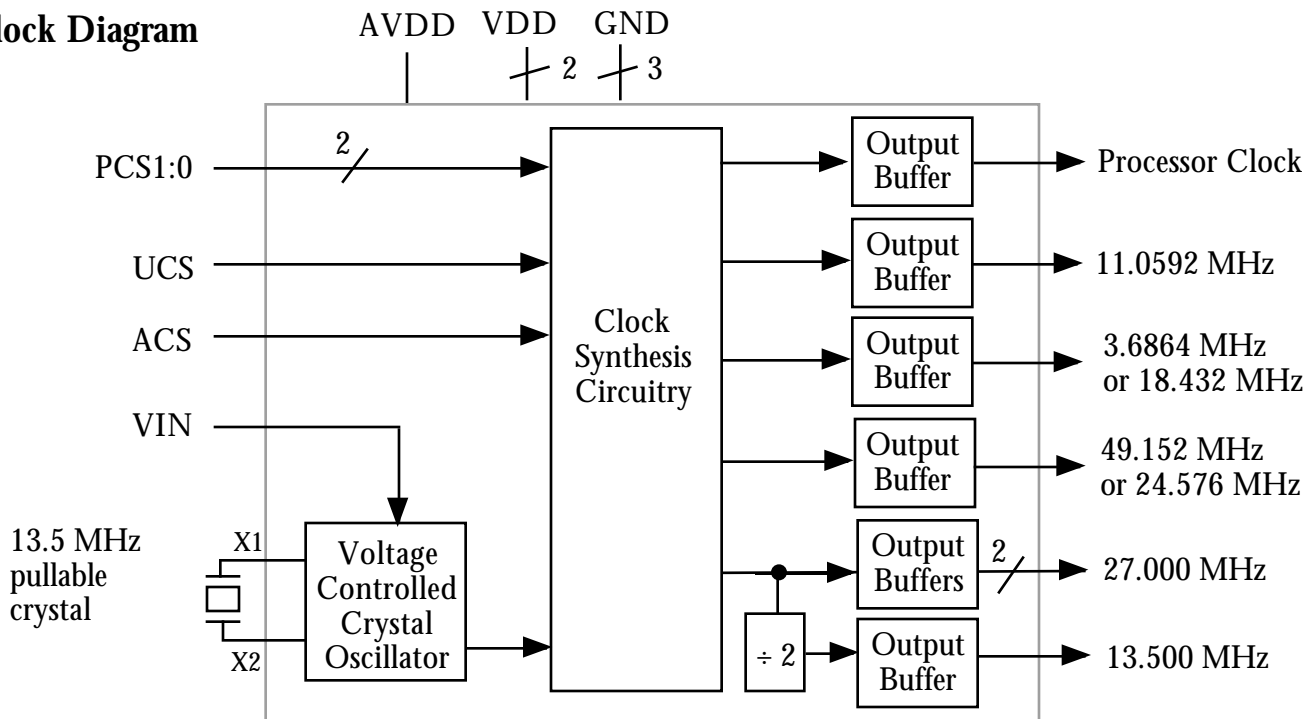 lock Diagram
AVDD VDD GND
2 3
PCS1:0
2
UCS
ACS
VIN
13.5 MHz
pullable
crystal
X1
X2
Voltage
Controlled
Crystal
Oscillator
Clock
Synthesis
Circuitry
Output
Buffer
Processor Clock
Output
Buffer
11.0592 MHz
Output
Buffer
3.6864 MHz
or 18.432 MHz
Output
Buffer
49.152 MHz
or 24.576 MHz
Output
Buffers
2
27.000 MHz
÷ 2
Output
Buffer
13.500 MHz